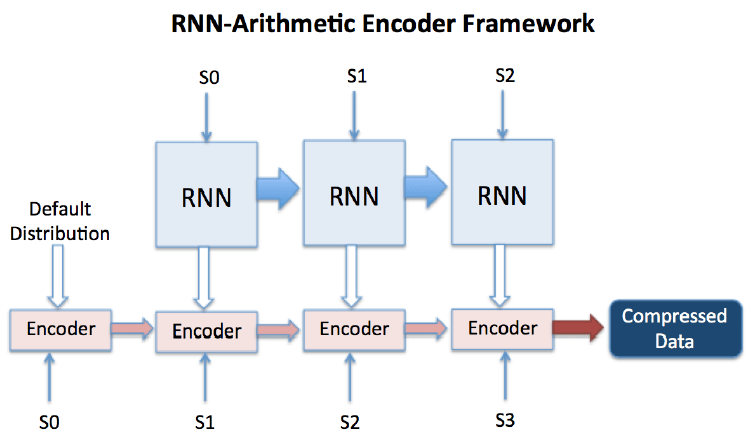 RNN-Arithmetic Encoder Framework
S0
S1
S2
RNN
RNN
RNN
Default
Distribution
Encoder
Encoder
Encoder
Encoder
Compressed
Data
S0
S1
S2
S3